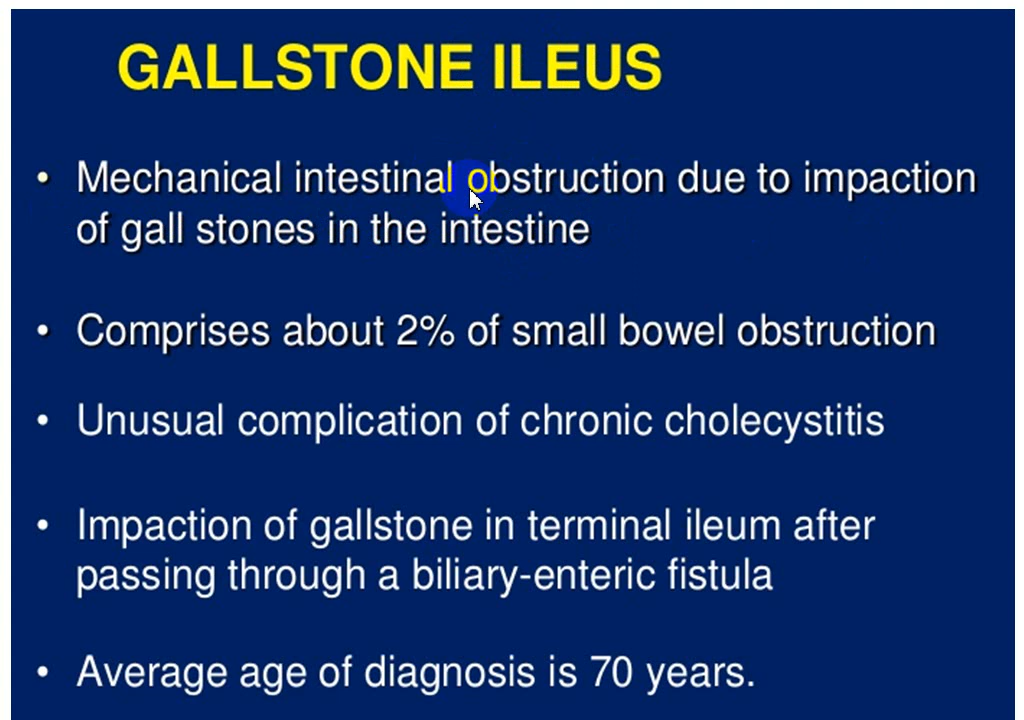 GALLSTONE ILEUS
• Mechanical intestinal obstruction due to impaction
of gall stones in the intestine
• Comprises about 2% of small bowel obstruction
• Unusual complication of chronic cholecystitis
• Impaction of gallstone in terminal ileum after
passing through a biliary-enteric fistula
• Average age of diagnosis is 70 years.